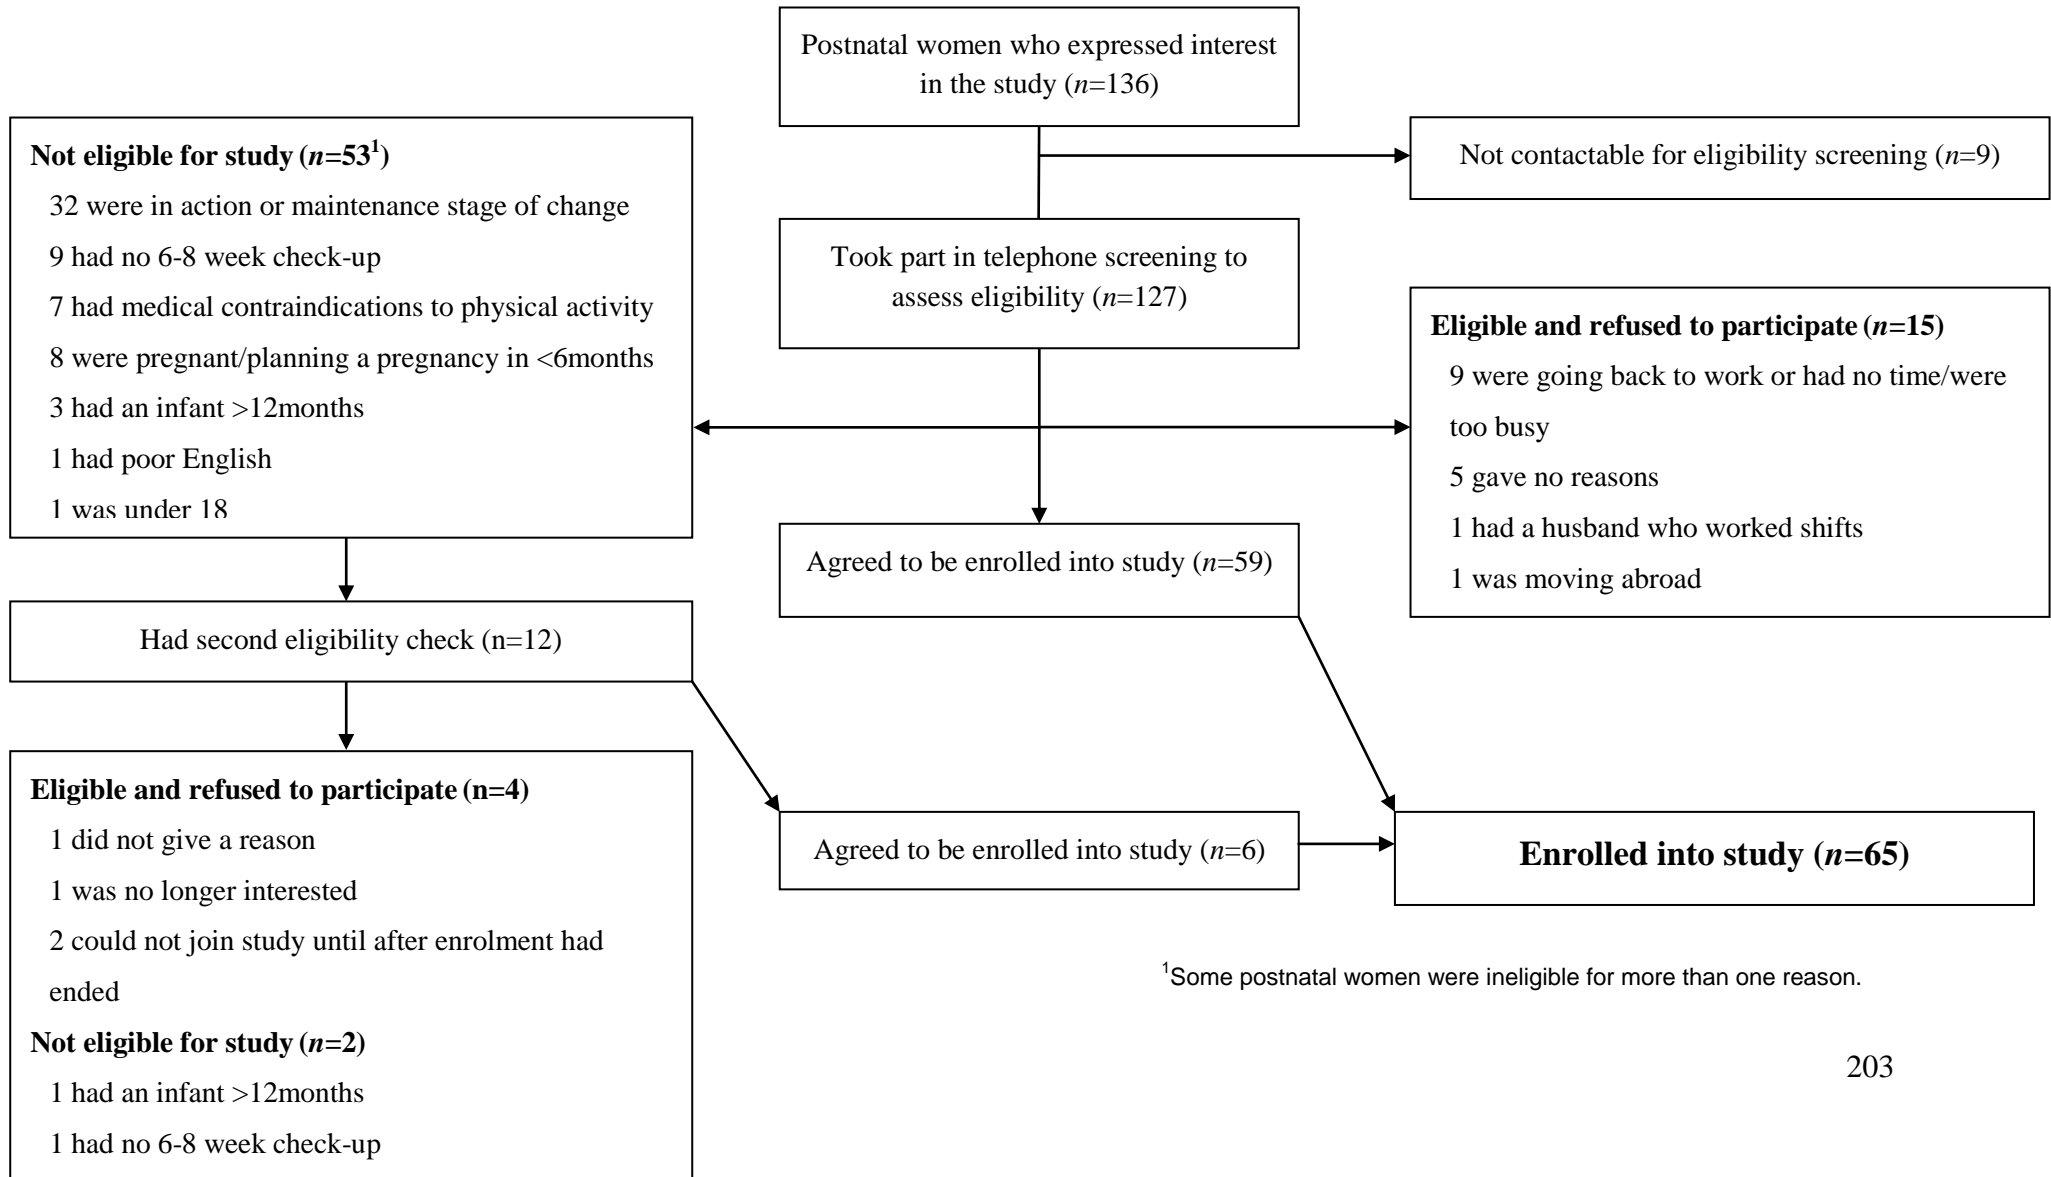 Postnatal women who expressed interest
in the study (n=136)
Not contactable for eligibility screening (n=9)
Not eligible for study (n=53¹)
32 were in action or maintenance stage of change
9 had no 6-8 week check-up
7 had medical contraindications to physical activity
8 were pregnant/planning a pregnancy in <6months
3 had an infant >12months
1 had poor English
1 was under 18
Took part in telephone screening to
assess eligibility (n=127)
Eligible and refused to participate (n=15)
9 were going back to work or had no time/were
too busy
5 gave no reasons
1 had a husband who worked shifts
1 was moving abroad
Agreed to be enrolled into study (n=59)
Had second eligibility check (n=12)
Eligible and refused to participate (n=4)
1 did not give a reason
1 was no longer interested
2 could not join study until after enrolment had
ended
Not eligible for study (n=2)
1 had an infant >12months
1 had no 6-8 week check-up
Agreed to be enrolled into study (n=6)
Enrolled into study (n=65)
¹Some postnatal women were ineligible for more than one reason.
203